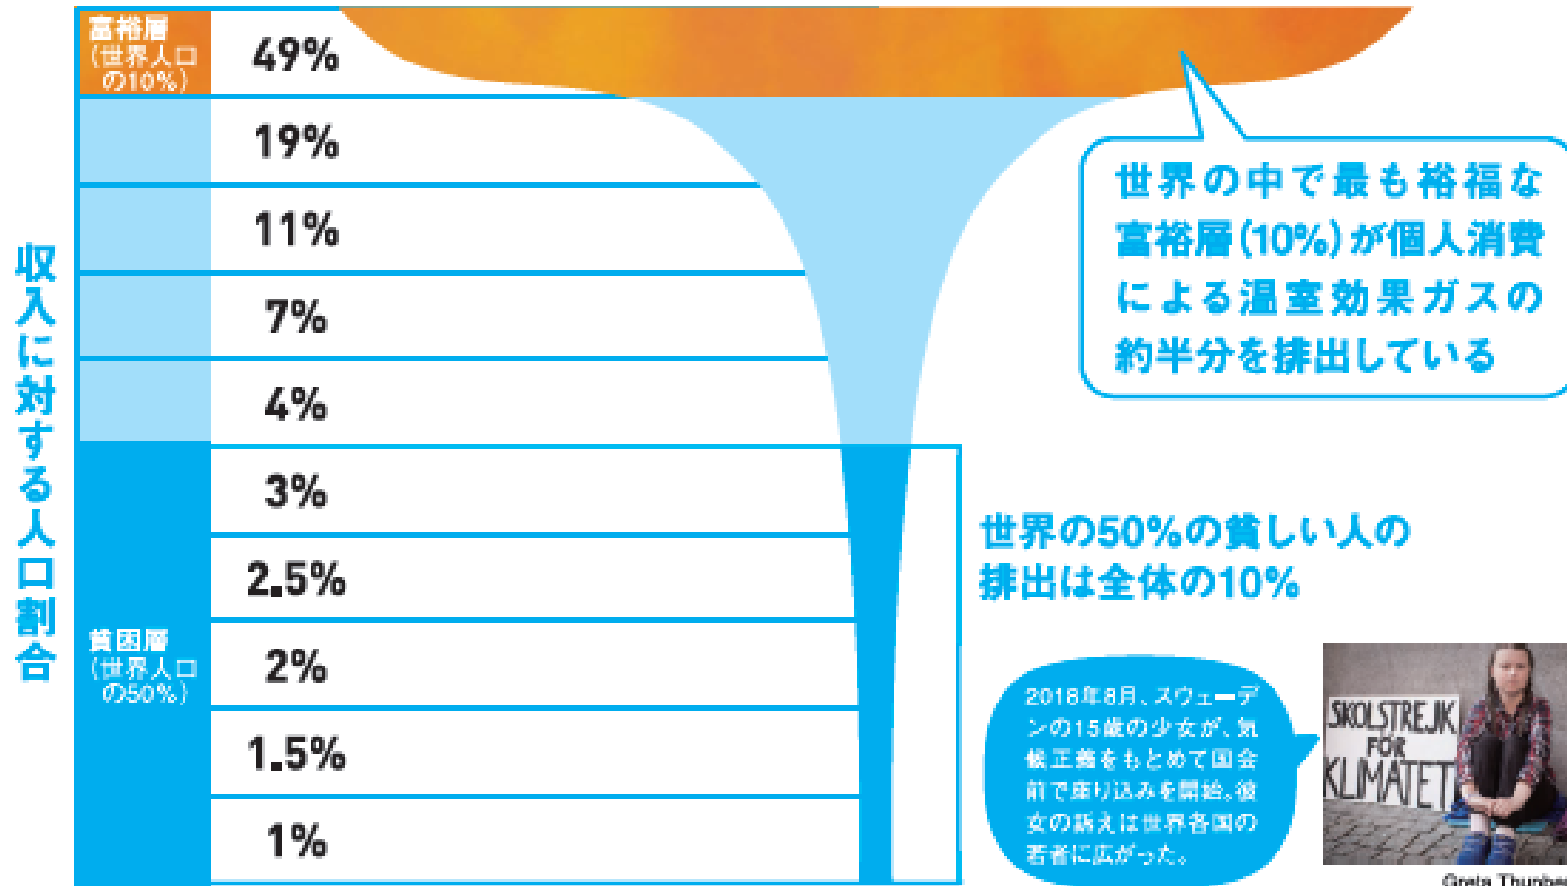 収入に対する人口割合
富裕層
(世界人口
の10%)
49%
19%
11%
7%
4%
3%
2.5%
2%
1.5%
1%
貧困層
(世界人口
の50%)
世界の中で最も裕福な
富裕層(10%)が個人消費
による温室効果ガスの
約半分を排出している
世界の50%の貧しい人の
排出は全体の10%
2018年8月、スウェーデ
ンの15歳の少女が、気
候正義をもとめて国会
前で座り込みを開始。彼
女の訴えは世界各国の
若者に広がった。
SKOLSTREJK
FÖR
KLIMATET
Greta